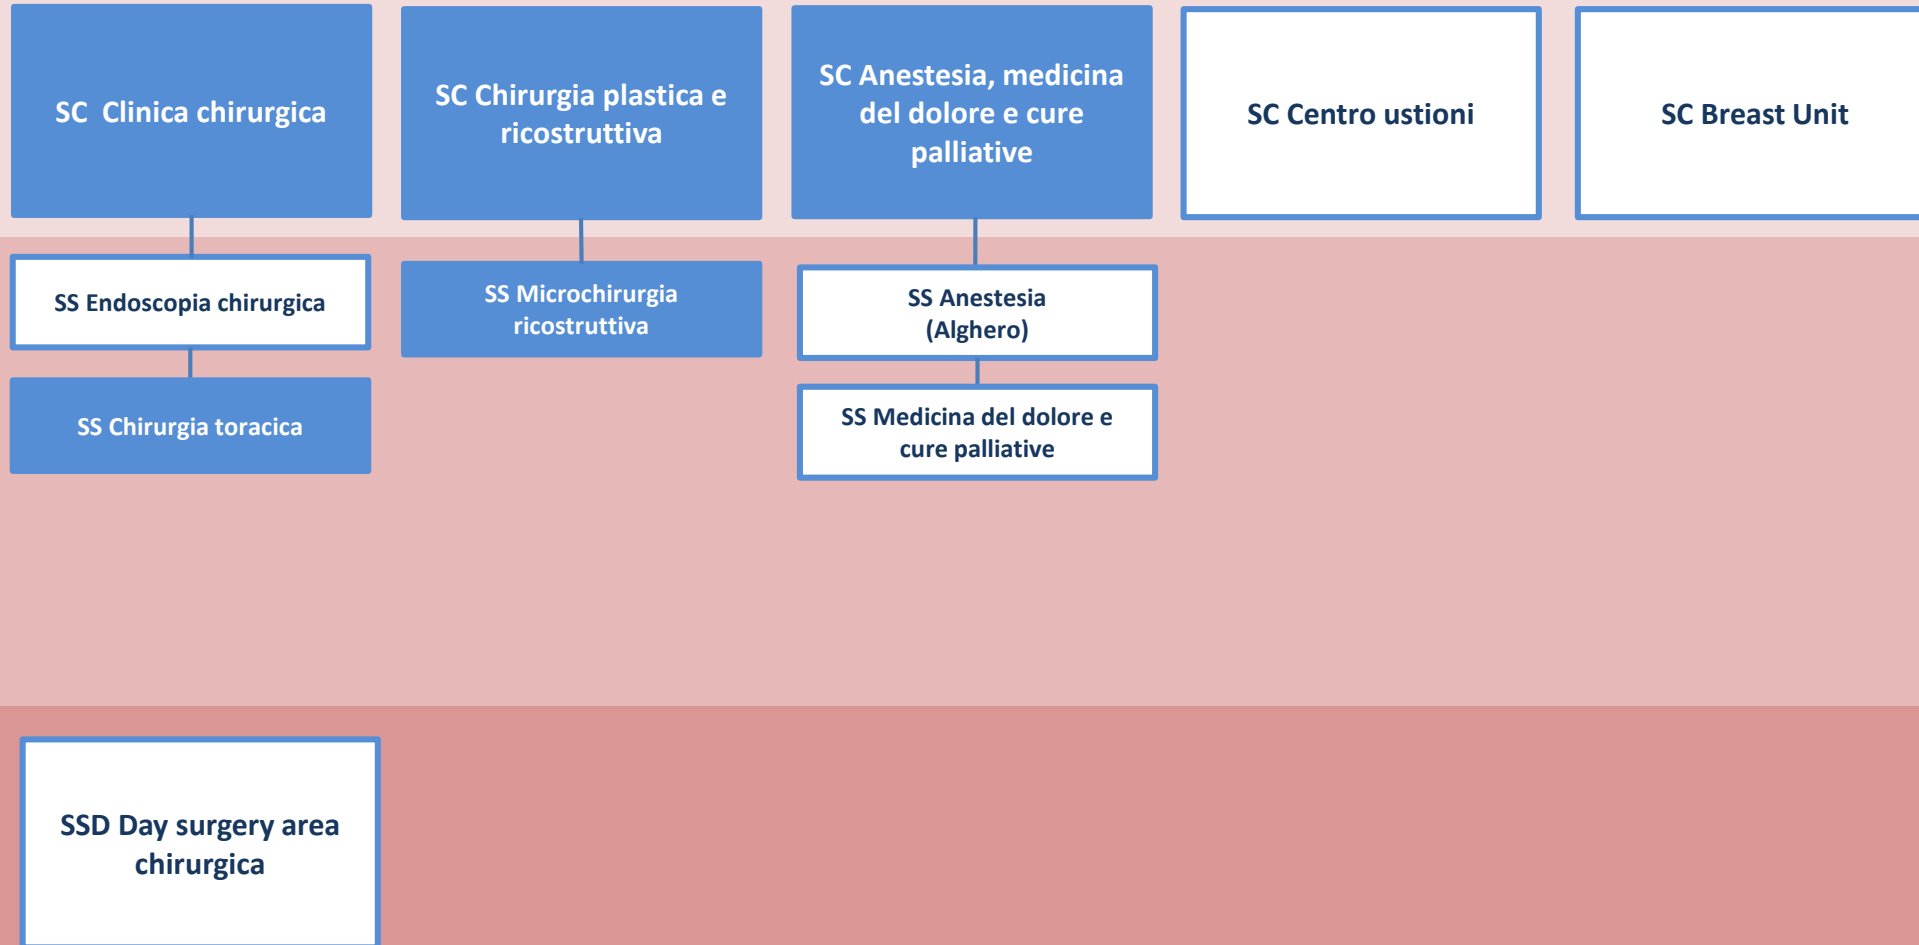 SC  Clinica chirurgica
SC Chirurgia plastica e
ricostruttiva
SC Anestesia, medicina
del dolore e cure
palliative
SC Centro ustioni
SC Breast Unit
SS Endoscopia chirurgica
SS Microchirurgia
ricostruttiva
SS Anestesia
(Alghero)
SS Chirurgia toracica
SS Medicina del dolore e
cure palliative
SSD Day surgery area
chirurgica